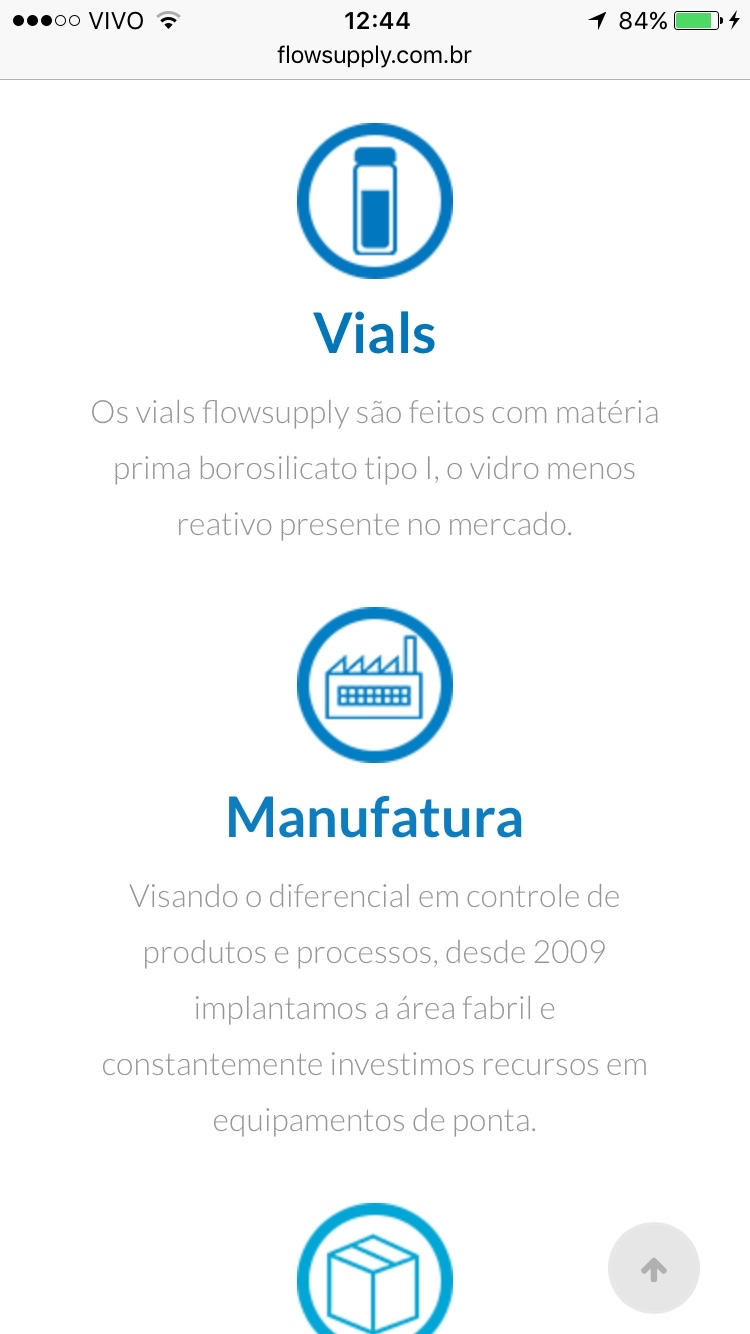 VIVO 12:44 84%
flowsupply.com.br
Vials
Os vials flowsupply são feitos com matéria
prima borosilicato tipo I, o vidro menos
reativo presente no mercado.
Manufatura
Visando o diferencial em controle de
produtos e processos, desde 2009
implantamos a área fabril e
constantemente investimos recursos em
equipamentos de ponta.